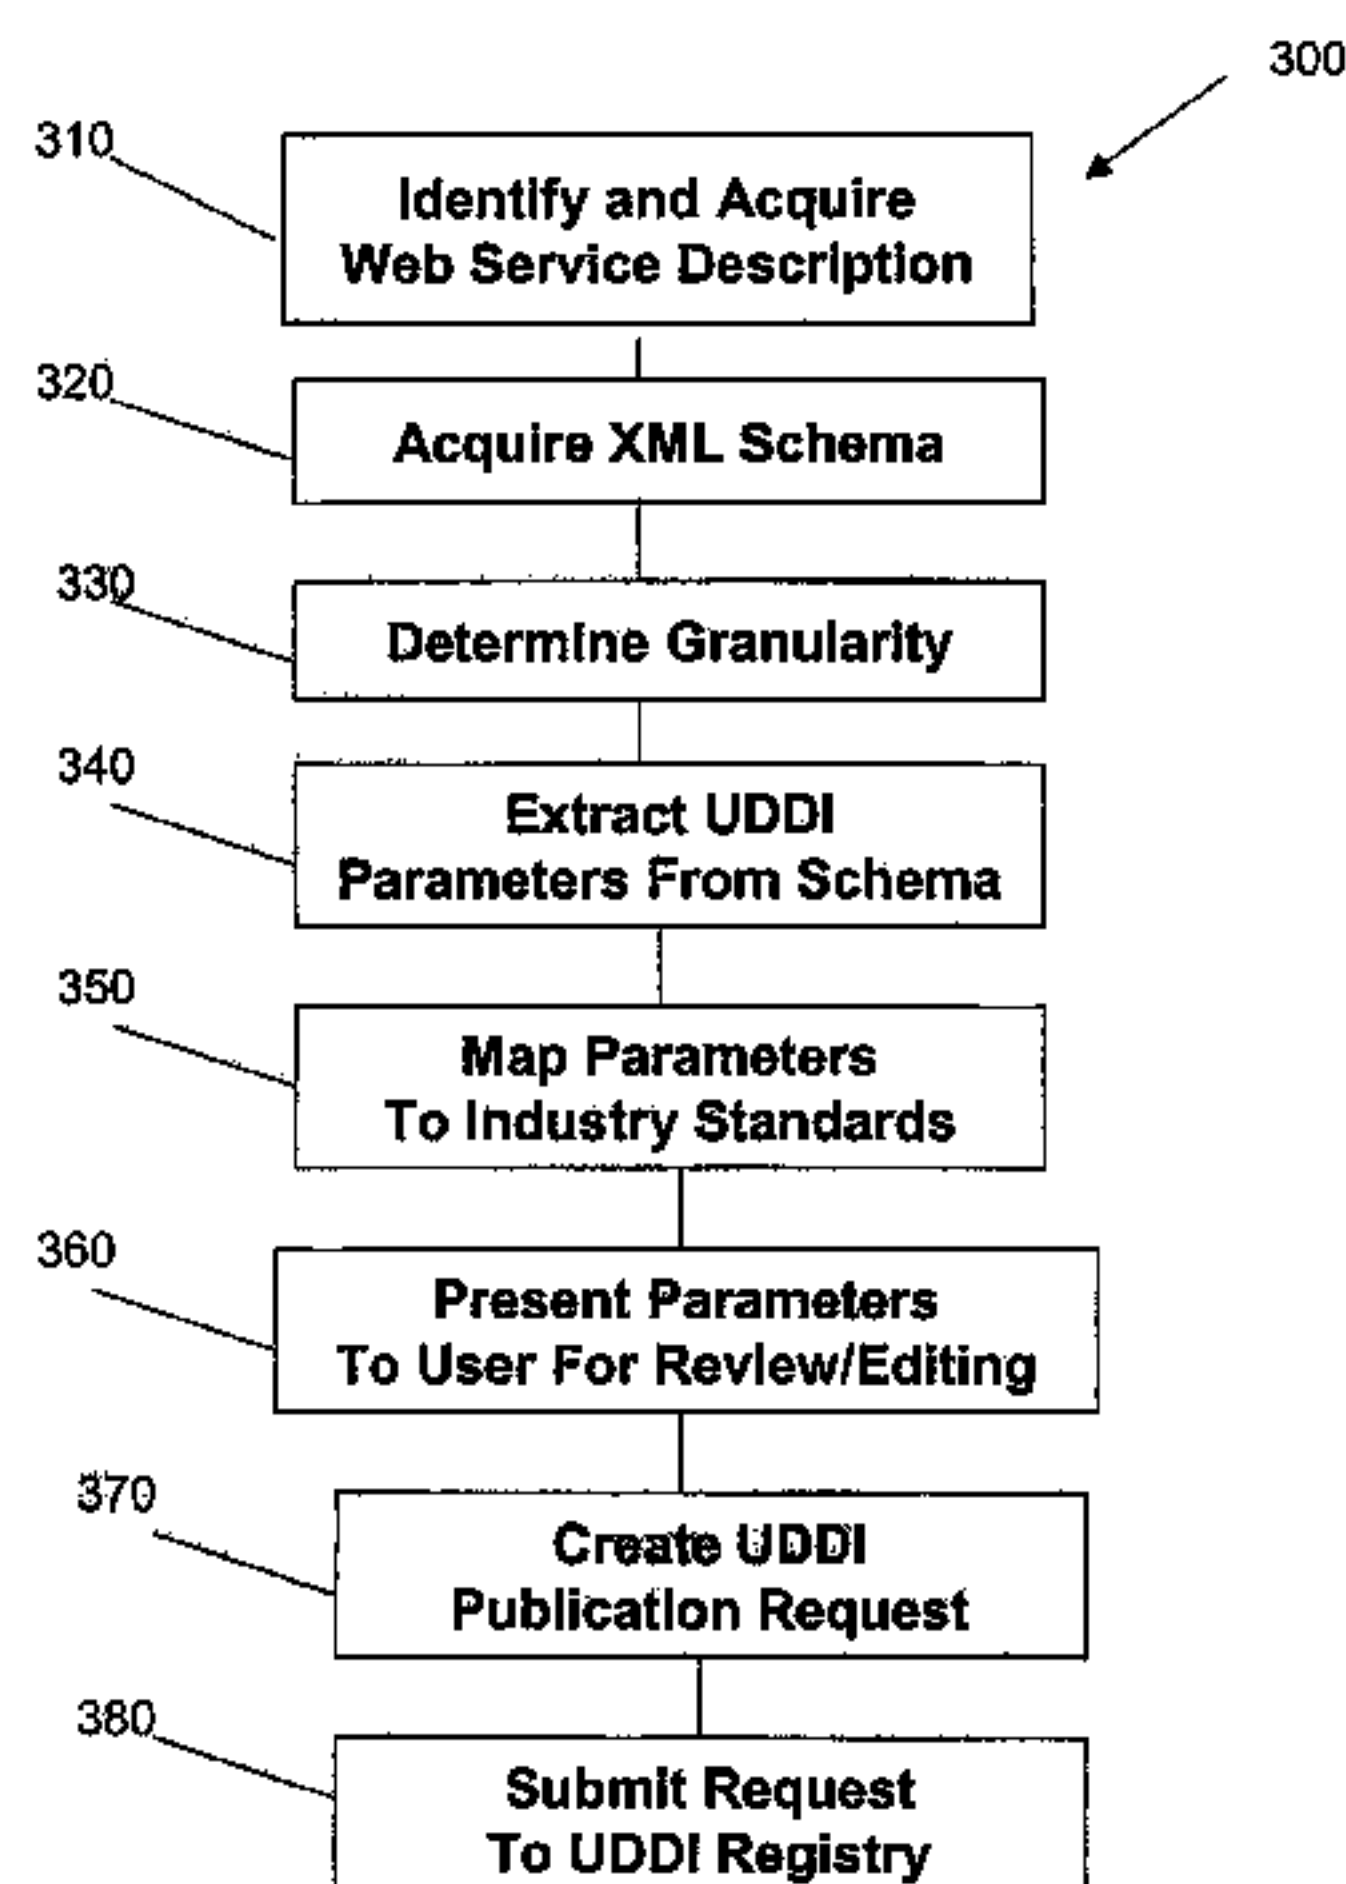 300
310
Identify and Acquire
Web Service Description
320
Acquire XML Schema
330
Determine Granularity
340
Extract UDDI
Parameters From Schema
350
Map Parameters
To Industry Standards
360
Present Parameters
To User For Review/Editing
370
Create UDDI
Publication Request
380
Submit Request
To UDDI Registry